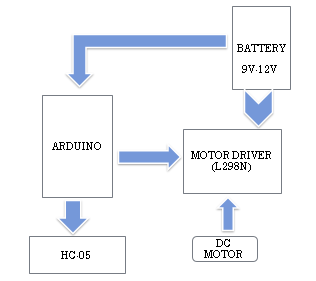 BATTERY
9V-12V
ARDUINO
MOTOR DRIVER
(L298N)
HC-05
DC
MOTOR